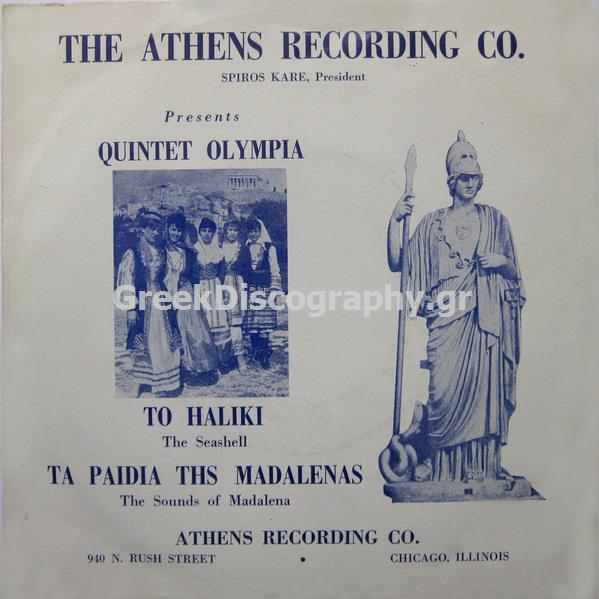 THE ATHENS RECORDING CO.
SPIROS KARE, President
Presents
QUINTET OLYMPIA
GreekDiscography.gr
TO HALIKI
The Seashell
TA PAIDIA THS MADALENAS
The Sounds of Madalena
ATHENS RECORDING CO.
940 N. RUSH STREET • CHICAGO, ILLINOIS